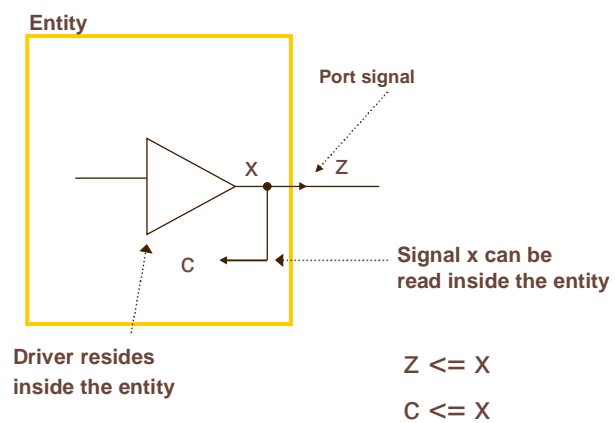 Entity
Port signal
X
Z
C
Signal x can be
read inside the entity
Driver resides
inside the entity
Z <= X
C <= X